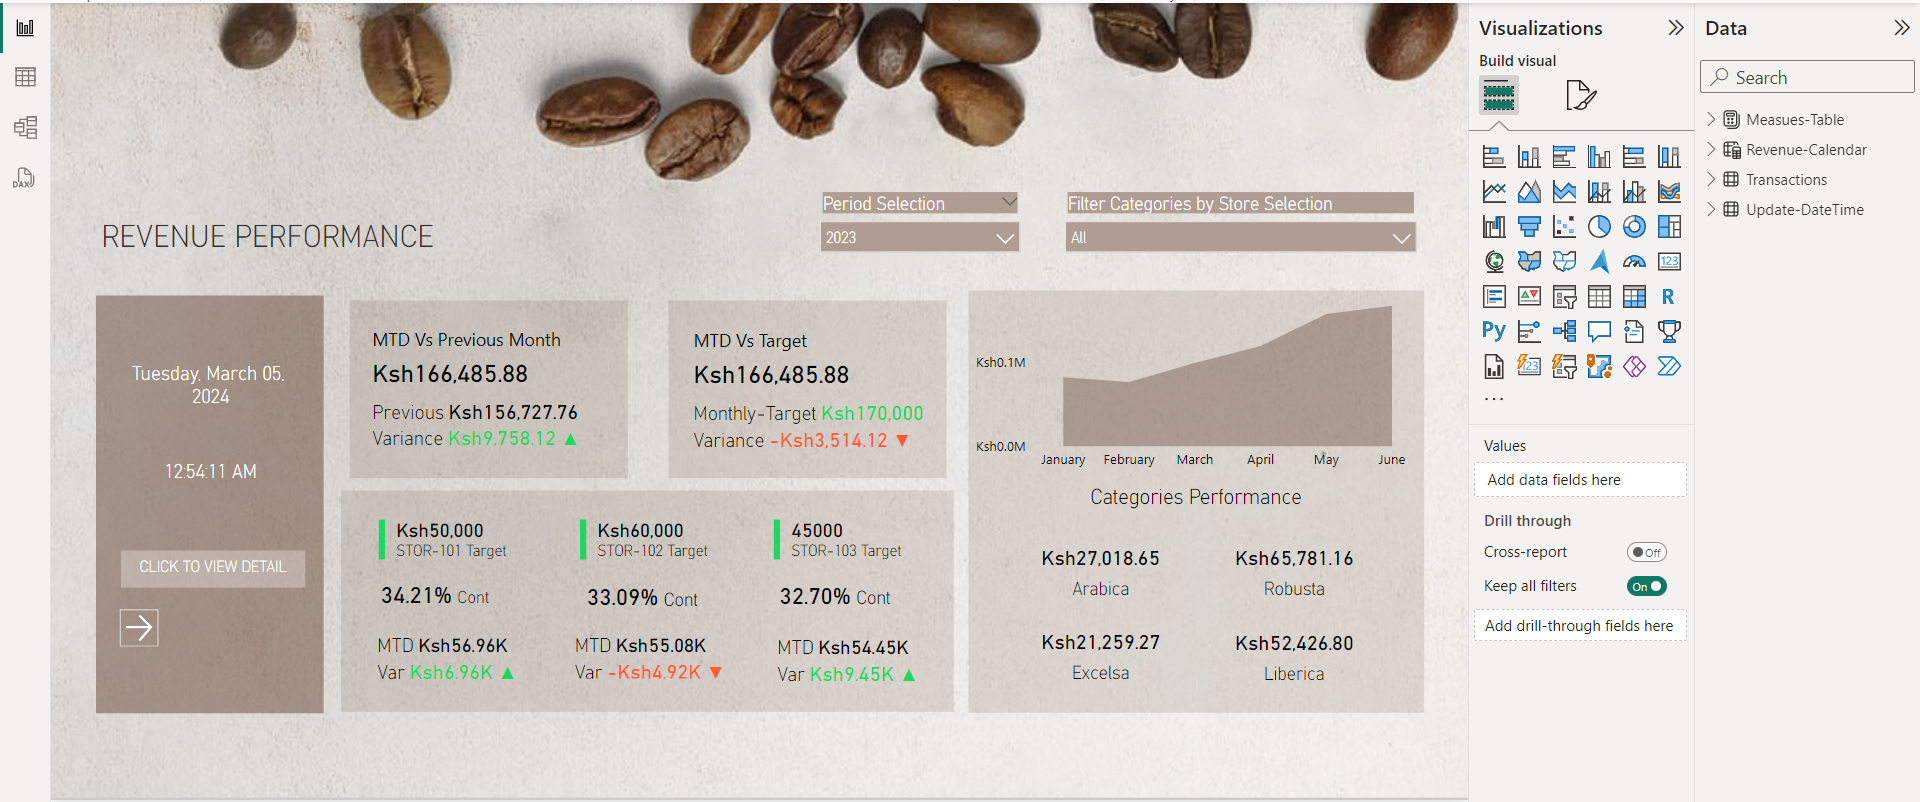 DAX
REVENUE PERFORMANCE
Period Selection
2023
Filter Categories by Store Selection
All
Tuesday, March 05,
2024
12:54:11 AM
CLICK TO VIEW DETAIL
MTD Vs Previous Month
Ksh166,485.88
Previous Ksh156,727.76
Variance Ksh9,758.12 ▲
MTD Vs Target
Ksh166,485.88
Monthly-Target Ksh170,000
Variance -Ksh3,514.12 ▼
Ksh50,000
STOR-101 Target
34.21% Cont
MTD Ksh56.96K
Var Ksh6.96K ▲
Ksh60,000
STOR-102 Target
33.09% Cont
MTD Ksh55.08K
Var -Ksh4.92K ▼
45000
STOR-103 Target
32.70% Cont
MTD Ksh54.45K
Var Ksh9.45K ▲
Ksh0.1M
Ksh0.0M
January February March April May June
Categories Performance
Ksh27,018.65
Arabica
Ksh65,781.16
Robusta
Ksh21,259.27
Excelsa
Ksh52,426.80
Liberica
Visualizations
Build visual
123
R
Py
123
...
Values
Add data fields here
Drill through
Cross-report
Off
Keep all filters
On
Add drill-through fields here
Data
Search
Measues-Table
Revenue-Calendar
Transactions
Update-DateTime